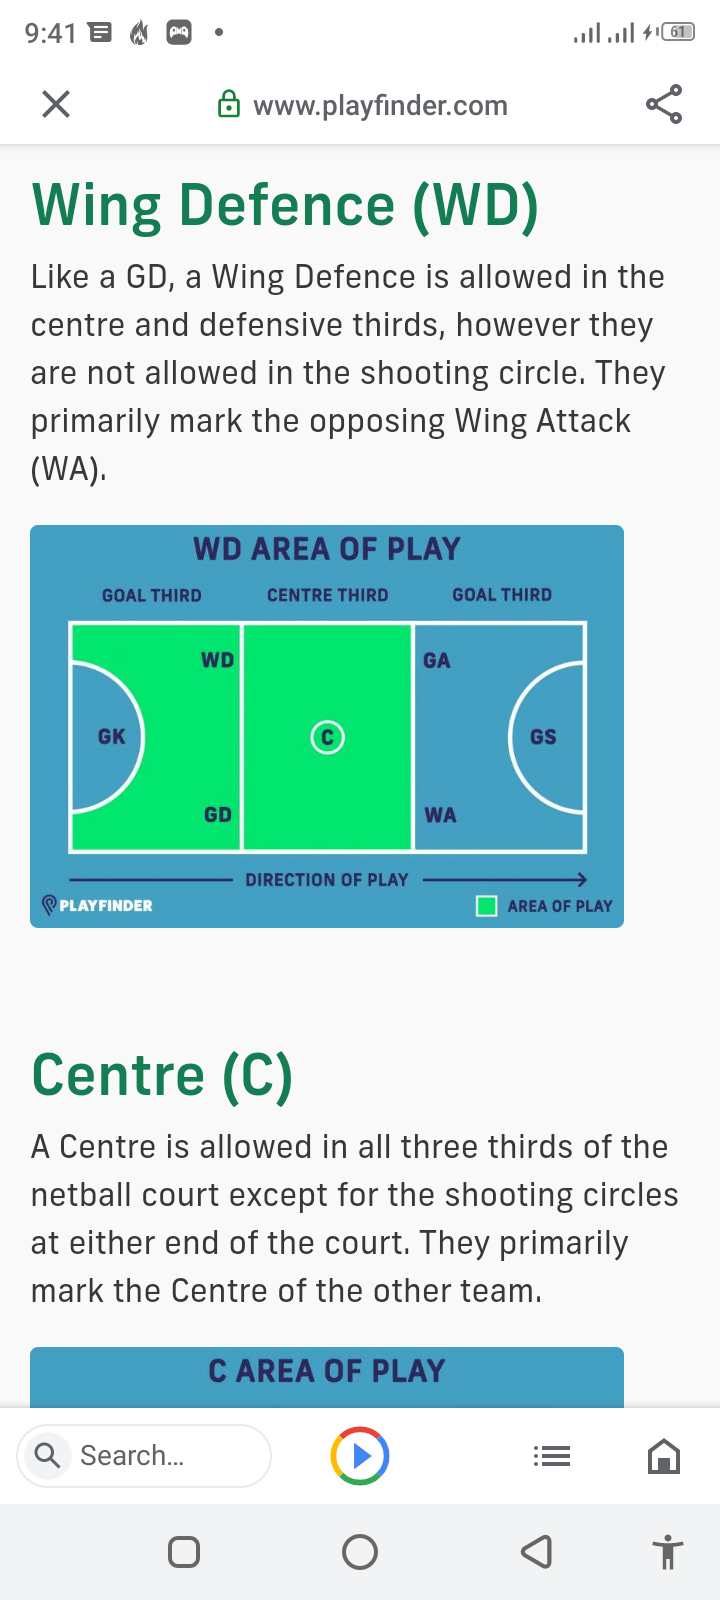 9:41
61
www.playfinder.com
Wing Defence (WD)
Like a GD, a Wing Defence is allowed in the
centre and defensive thirds, however they
are not allowed in the shooting circle. They
primarily mark the opposing Wing Attack
(WA).
WD AREA OF PLAY
GOAL THIRD CENTRE THIRD GOAL THIRD
WD GA
GK C GS
GD WA
DIRECTION OF PLAY
PLAYFINDER AREA OF PLAY
Centre (C)
A Centre is allowed in all three thirds of the
netball court except for the shooting circles
at either end of the court. They primarily
mark the Centre of the other team.
C AREA OF PLAY
Search...